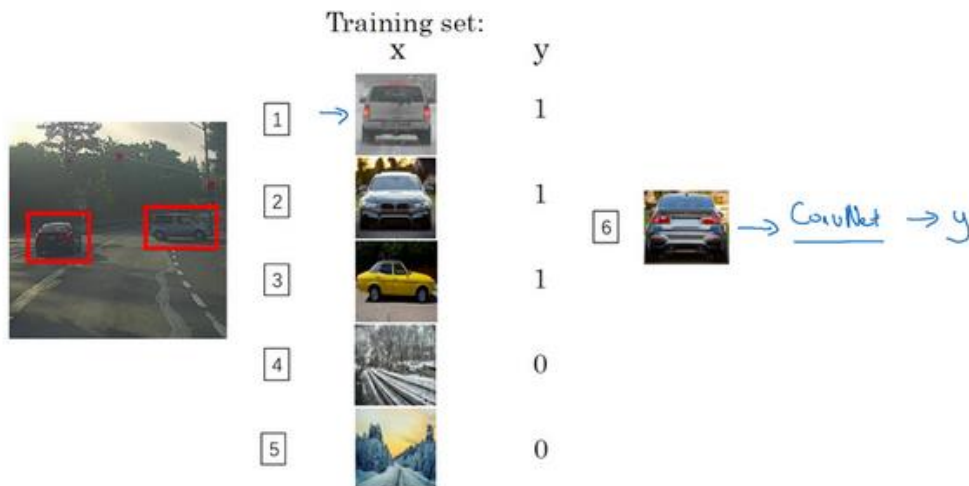 Training set:
x y
1 → 1
2 1
3 1
4 0
5 0
6 → ConvNet → y